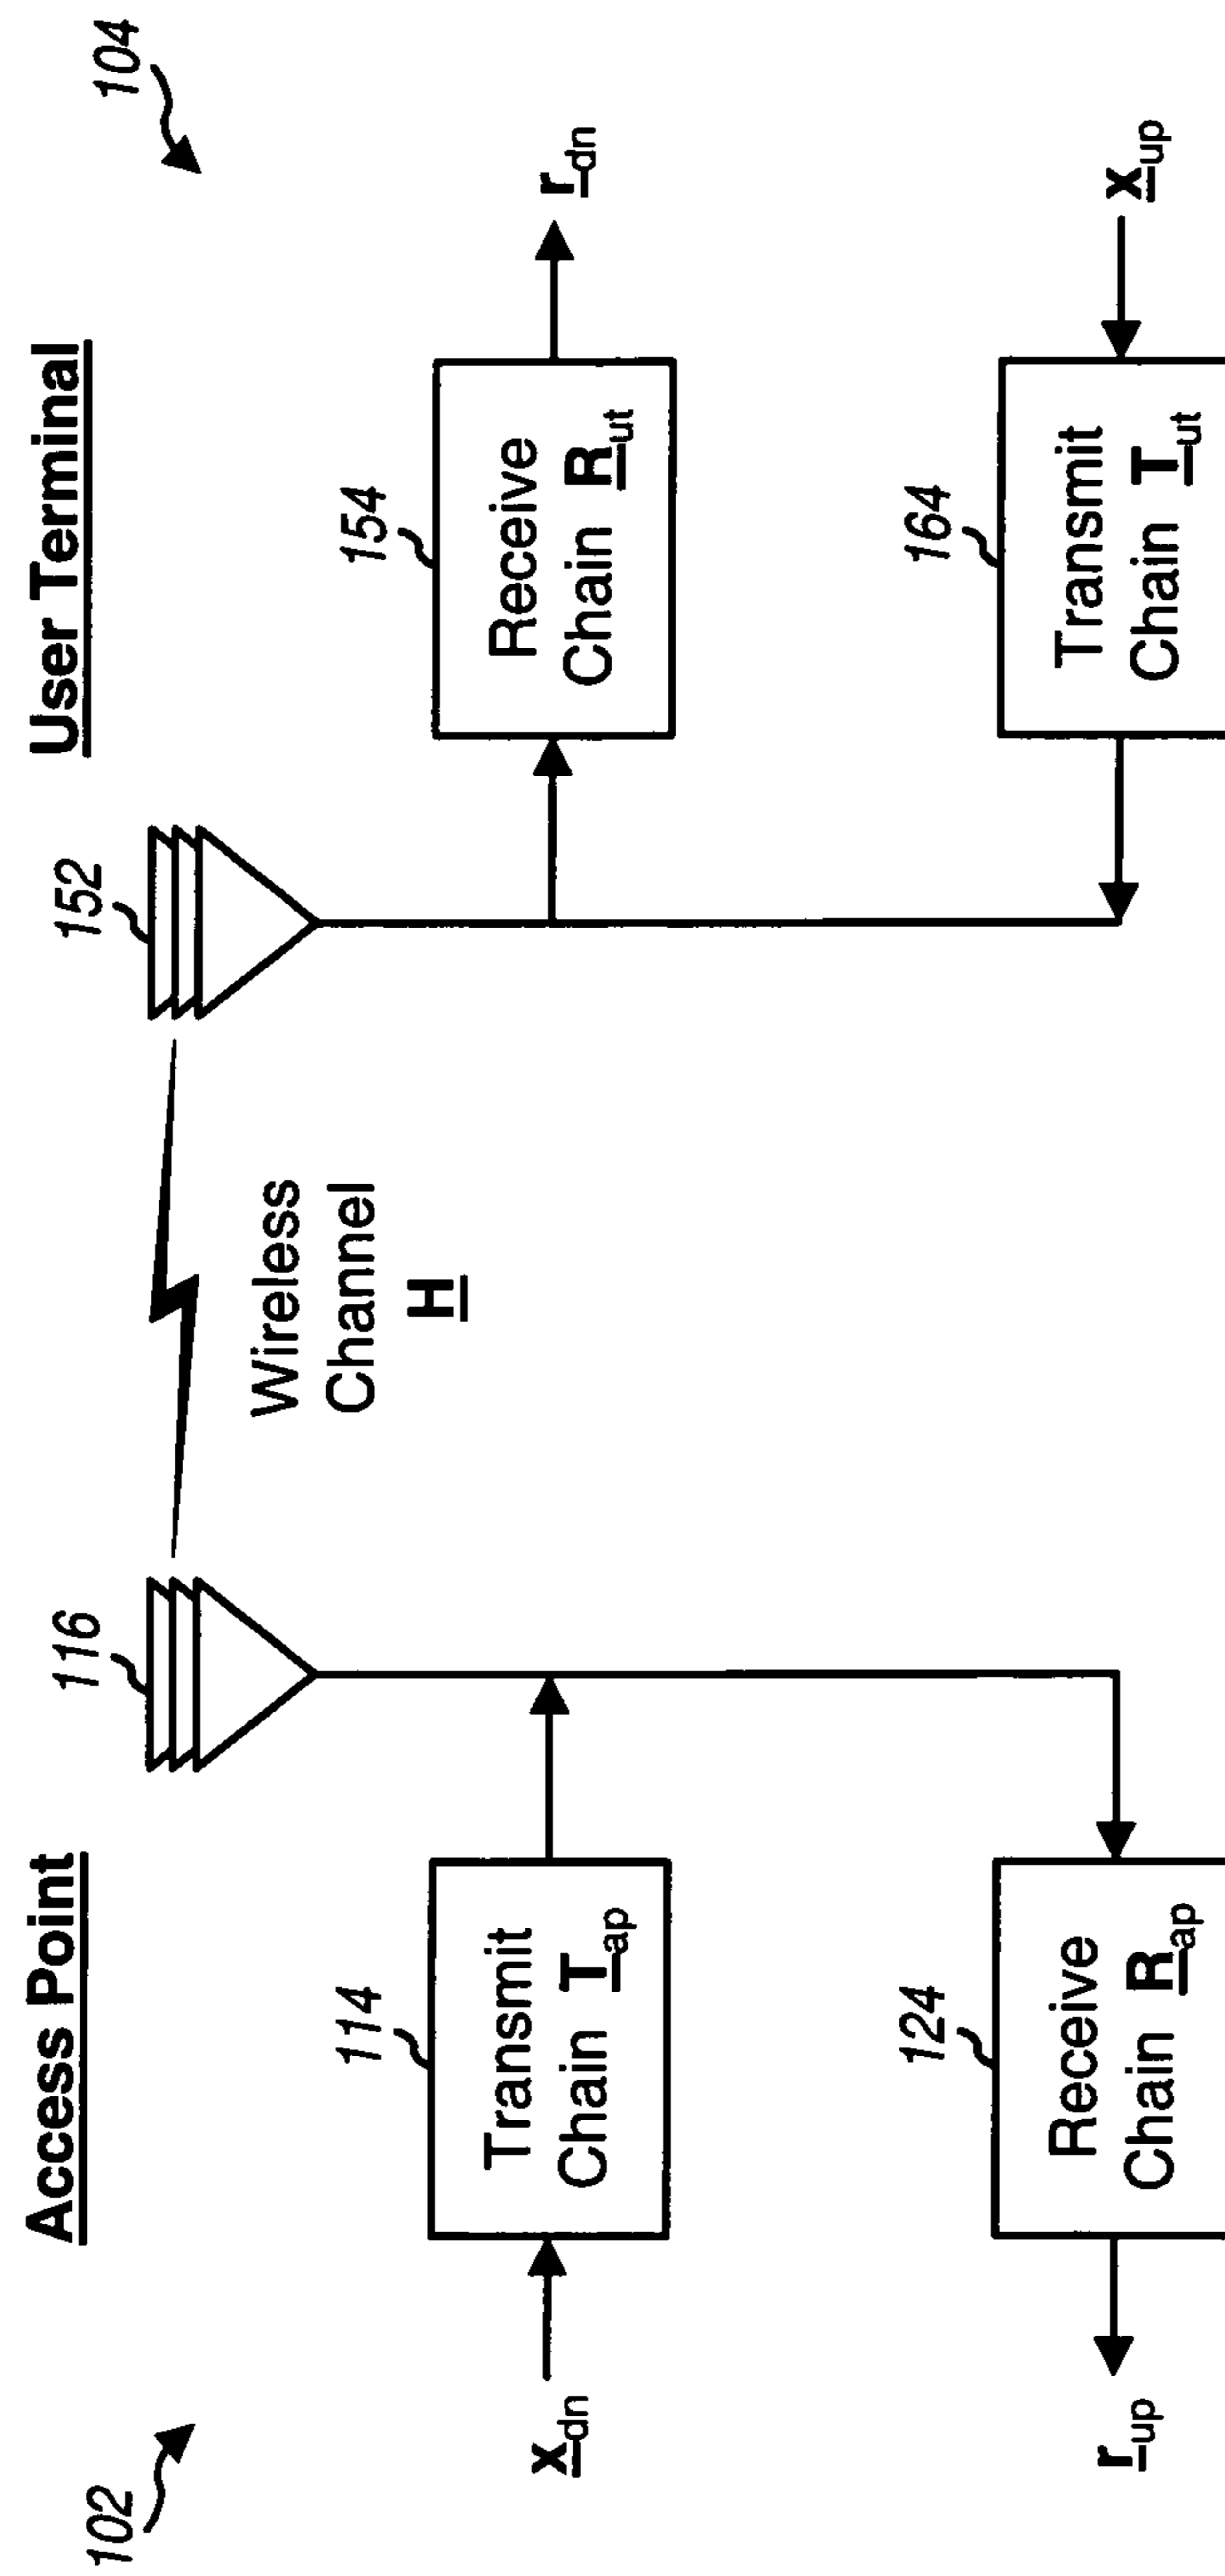 102
Access Point
116
152
User Terminal
104
114
Transmit
Chain T_ap
x_dn
Wireless
Channel
H
154
Receive
Chain R_ut
r_dn
124
Receive
Chain R_ap
r_up
164
Transmit
Chain T_ut
x_up